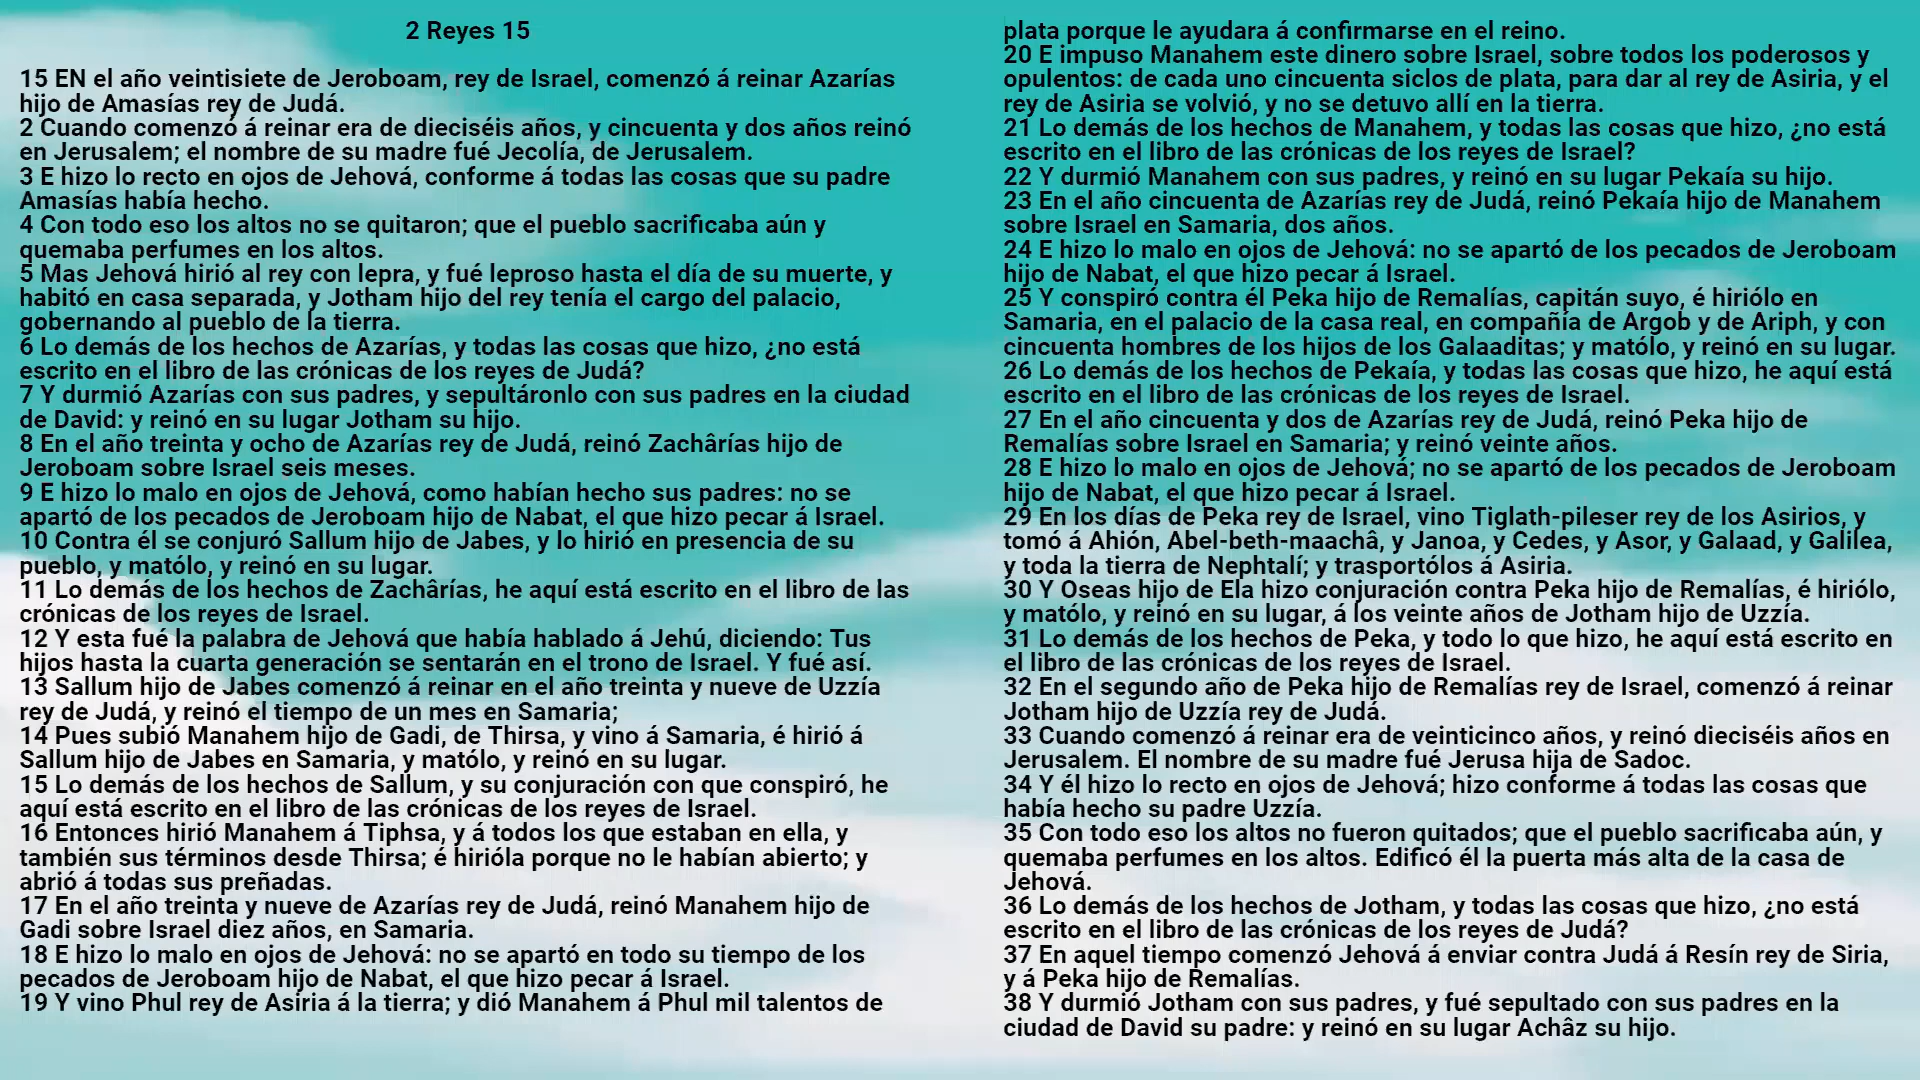 2 Reyes 15
15 EN el año veintisiete de Jeroboam, rey de Israel, comenzó á reinar Azarías
hijo de Amasías rey de Judá.
2 Cuando comenzó á reinar era de dieciséis años, y cincuenta y dos años reinó
en Jerusalem; el nombre de su madre fué Jecolía, de Jerusalem.
3 E hizo lo recto en ojos de Jehová, conforme á todas las cosas que su padre
Amasías había hecho.
4 Con todo eso los altos no se quitaron; que el pueblo sacrificaba aún y
quemaba perfumes en los altos.
5 Mas Jehová hirió al rey con lepra, y fué leproso hasta el día de su muerte, y
habitó en casa separada, y Jotham hijo del rey tenía el cargo del palacio,
gobernando al pueblo de la tierra.
6 Lo demás de los hechos de Azarías, y todas las cosas que hizo, ¿no está
escrito en el libro de las crónicas de los reyes de Judá?
7 Y durmió Azarías con sus padres, y sepultáronlo con sus padres en la ciudad
de David: y reinó en su lugar Jotham su hijo.
8 En el año treinta y ocho de Azarías rey de Judá, reinó Zachârías hijo de
Jeroboam sobre Israel seis meses.
9 E hizo lo malo en ojos de Jehová, como habían hecho sus padres: no se
apartó de los pecados de Jeroboam hijo de Nabat, el que hizo pecar á Israel.
10 Contra él se conjuró Sallum hijo de Jabes, y lo hirió en presencia de su
pueblo, y matólo, y reinó en su lugar.
11 Lo demás de los hechos de Zachârías, he aquí está escrito en el libro de las
crónicas de los reyes de Israel.
12 Y esta fué la palabra de Jehová que había hablado á Jehú, diciendo: Tus
hijos hasta la cuarta generación se sentarán en el trono de Israel. Y fué así.
13 Sallum hijo de Jabes comenzó á reinar en el año treinta y nueve de Uzzía
rey de Judá, y reinó el tiempo de un mes en Samaria;
14 Pues subió Manahem hijo de Gadi, de Thirsa, y vino á Samaria, é hirió á
Sallum hijo de Jabes en Samaria, y matólo, y reinó en su lugar.
15 Lo demás de los hechos de Sallum, y su conjuración con que conspiró, he
aquí está escrito en el libro de las crónicas de los reyes de Israel.
16 Entonces hirió Manahem á Tiphsa, y á todos los que estaban en ella, y
también sus términos desde Thirsa; é hirióla porque no le habían abierto; y
abrió á todas sus preñadas.
17 En el año treinta y nueve de Azarías rey de Judá, reinó Manahem hijo de
Gadi sobre Israel diez años, en Samaria.
18 E hizo lo malo en ojos de Jehová: no se apartó en todo su tiempo de los
pecados de Jeroboam hijo de Nabat, el que hizo pecar á Israel.
19 Y vino Phul rey de Asiria á la tierra; y dió Manahem á Phul mil talentos de
plata porque le ayudara á confirmarse en el reino.
20 E impuso Manahem este dinero sobre Israel, sobre todos los poderosos y
opulentos: de cada uno cincuenta siclos de plata, para dar al rey de Asiria, y el
rey de Asiria se volvió, y no se detuvo allí en la tierra.
21 Lo demás de los hechos de Manahem, y todas las cosas que hizo, ¿no está
escrito en el libro de las crónicas de los reyes de Israel?
22 Y durmió Manahem con sus padres, y reinó en su lugar Pekaía su hijo.
23 En el año cincuenta de Azarías rey de Judá, reinó Pekaía hijo de Manahem
sobre Israel en Samaria, dos años.
24 E hizo lo malo en ojos de Jehová: no se apartó de los pecados de Jeroboam
hijo de Nabat, el que hizo pecar á Israel.
25 Y conspiró contra él Peka hijo de Remalías, capitán suyo, é hiriólo en
Samaria, en el palacio de la casa real, en compañía de Argob y de Ariph, y con
cincuenta hombres de los hijos de los Galaaditas; y matólo, y reinó en su lugar.
26 Lo demás de los hechos de Pekaía, y todas las cosas que hizo, he aquí está
escrito en el libro de las crónicas de los reyes de Israel.
27 En el año cincuenta y dos de Azarías rey de Judá, reinó Peka hijo de
Remalías sobre Israel en Samaria; y reinó veinte años.
28 E hizo lo malo en ojos de Jehová; no se apartó de los pecados de Jeroboam
hijo de Nabat, el que hizo pecar á Israel.
29 En los días de Peka rey de Israel, vino Tiglath-pileser rey de los Asirios, y
tomó á Ahión, Abel-beth-maachâ, y Janoa, y Cedes, y Asor, y Galaad, y Galilea,
y toda la tierra de Nephtalí; y trasportólos á Asiria.
30 Y Oseas hijo de Ela hizo conjuración contra Peka hijo de Remalías, é hiriólo,
y matólo, y reinó en su lugar, á los veinte años de Jotham hijo de Uzzía.
31 Lo demás de los hechos de Peka, y todo lo que hizo, he aquí está escrito en
el libro de las crónicas de los reyes de Israel.
32 En el segundo año de Peka hijo de Remalías rey de Israel, comenzó á reinar
Jotham hijo de Uzzía rey de Judá.
33 Cuando comenzó á reinar era de veinticinco años, y reinó dieciséis años en
Jerusalem. El nombre de su madre fué Jerusa hija de Sadoc.
34 Y él hizo lo recto en ojos de Jehová; hizo conforme á todas las cosas que
había hecho su padre Uzzía.
35 Con todo eso los altos no fueron quitados; que el pueblo sacrificaba aún, y
quemaba perfumes en los altos. Edificó él la puerta más alta de la casa de
Jehová.
36 Lo demás de los hechos de Jotham, y todas las cosas que hizo, ¿no está
escrito en el libro de las crónicas de los reyes de Judá?
37 En aquel tiempo comenzó Jehová á enviar contra Judá á Resín rey de Siria,
y á Peka hijo de Remalías.
38 Y durmió Jotham con sus padres, y fué sepultado con sus padres en la
ciudad de David su padre: y reinó en su lugar Achâz su hijo.